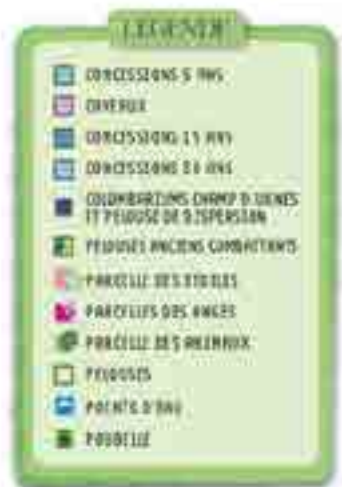 LEGENDE
CONCESSIONS 5 ANS
CAVEAUX
CONCESSIONS 15 ANS
CONCESSIONS 30 ANS
COLOMBARIUMS CHAMP D'URNES
ET PELOUSE DE DISPERSION
PELOUSES ANCIENS COMBATTANTS
PARCELLE DES ETOILES
PARCELLES DES ANGES
PARCELLE DES ANIMAUX
PELOUSES
POINTS D'EAU
POUBELLE